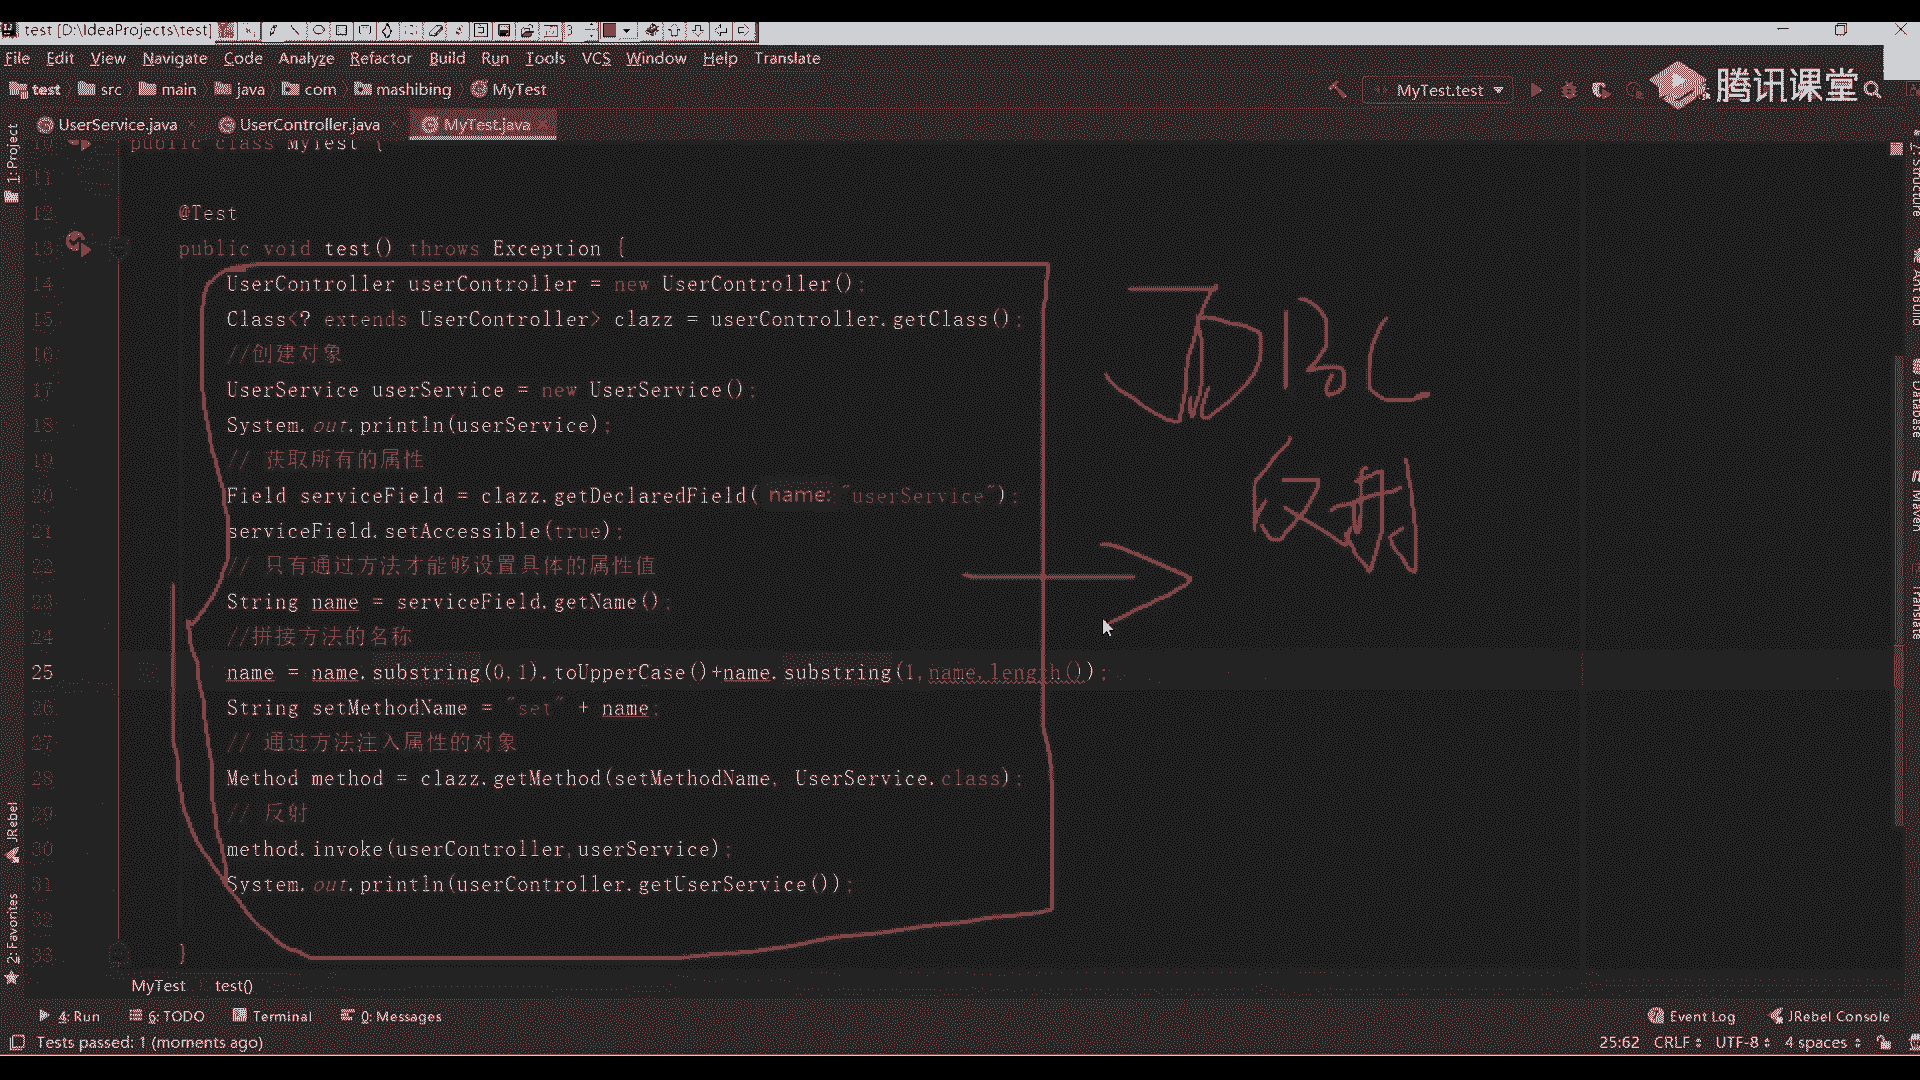 test [D:\IdeaProjects\test]
File Edit View Navigate Code Analyze Refactor Build Run Tools VCS Window Help Translate
test src main java com mashibing MyTest
MyTest.test
腾讯课堂
UserService.java UserController.java MyTest.java
1: Project
10 public class MyTest {
11
12 @Test
13 public void test() throws Exception {
14 UserController userController = new UserController();
15 Class<? extends UserController> clazz = userController.getClass();
16 //创建对象
17 UserService userService = new UserService();
18 System.out.println(userService);
19 // 获取所有的属性
20 Field serviceField = clazz.getDeclaredField( name: "userService");
21 serviceField.setAccessible(true);
22 // 只有通过方法才能够设置具体的属性值
23 String name = serviceField.getName();
24 //拼接方法的名称
25 name = name.substring(0,1).toUpperCase()+name.substring(1,name.length());
26 String setMethodName = "set" + name;
27 // 通过方法注入属性的对象
28 Method method = clazz.getMethod(setMethodName, UserService.class);
29 // 反射
30 method.invoke(userController,userService);
31 System.out.println(userController.getUserService());
32
33 }
JDBC
反射
7: Structure
Ant Build
Database
Maven
Translate
JRebel
2: Favorites
MyTest test()
4: Run 6: TODO Terminal 0: Messages Event Log JRebel Console
Tests passed: 1 (moments ago) 25:62 CRLF UTF-8 4 spaces